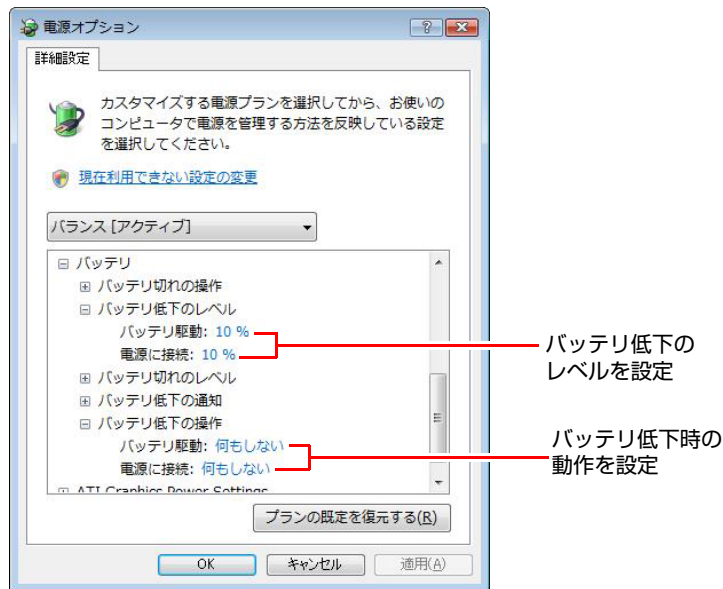 電源オプション
詳細設定
カスタマイズする電源プランを選択してから、お使いの
コンピュータで電源を管理する方法を反映している設定
を選択してください。
現在利用できない設定の変更
バランス [アクティブ]
バッテリ
バッテリ切れの操作
バッテリ低下のレベル
バッテリ駆動: 10 %
電源に接続: 10 %
バッテリ切れのレベル
バッテリ低下の通知
バッテリ低下の操作
バッテリ駆動: 何もしない
電源に接続: 何もしない
ATI Graphics Power Settings
プランの既定を復元する(R)
OK
キャンセル
適用(A)
バッテリ低下の
レベルを設定
バッテリ低下時の
動作を設定